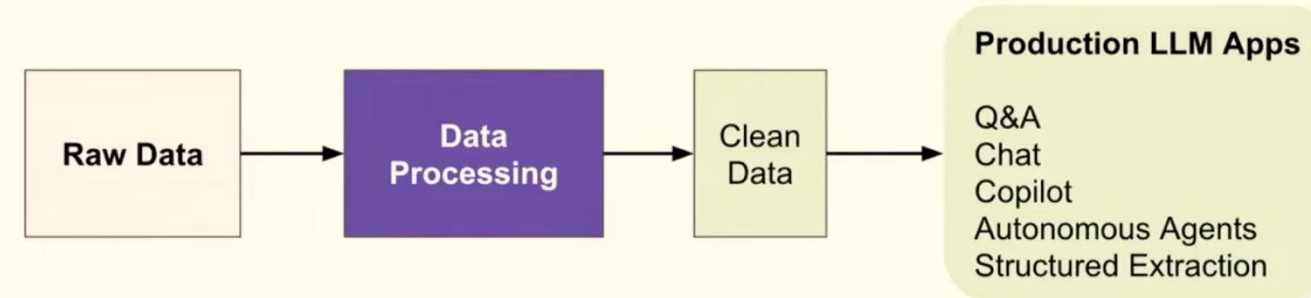 Raw Data
Data
Processing
Clean
Data
Production LLM Apps
Q&A
Chat
Copilot
Autonomous Agents
Structured Extraction